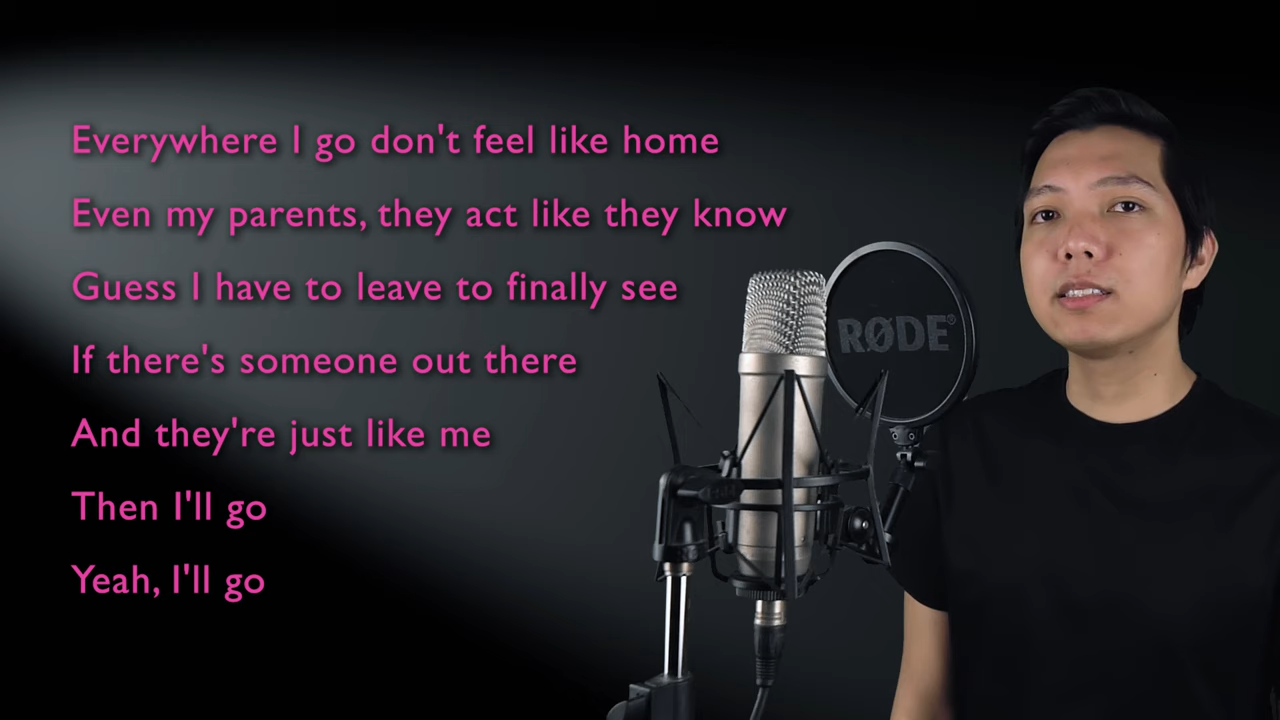 Everywhere I go don't feel like home
Even my parents, they act like they know
Guess I have to leave to finally see
If there's someone out there
And they're just like me
Then I'll go
Yeah, I'll go
RØDE®